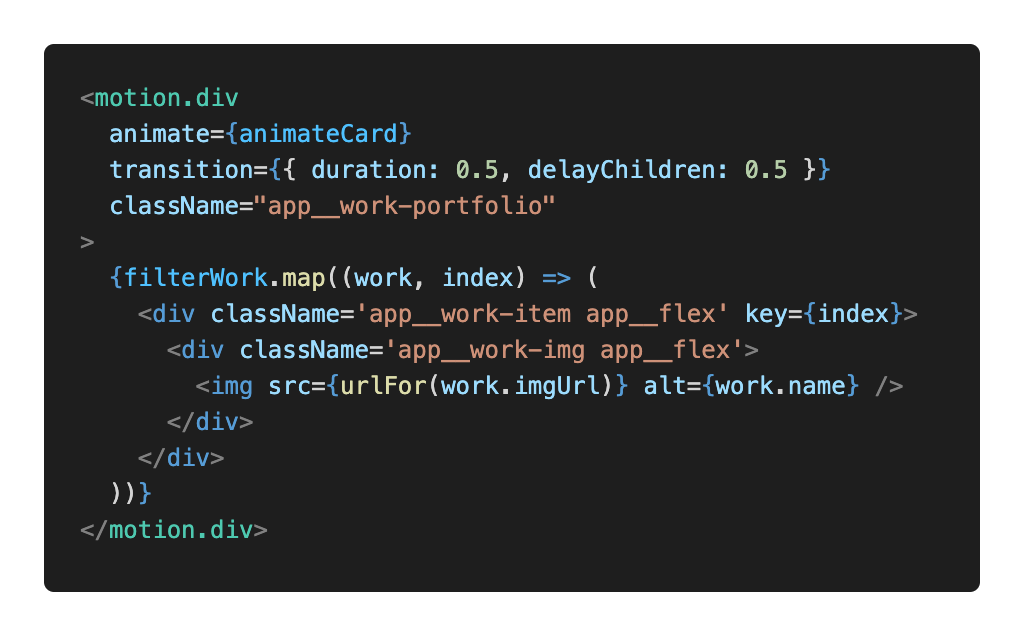 <motion.div
  animate={animateCard}
  transition={{ duration: 0.5, delayChildren: 0.5 }}
  className="app__work-portfolio"
>
  {filterWork.map((work, index) => (
    <div className='app__work-item app__flex' key={index}>
      <div className='app__work-img app__flex'>
        <img src={urlFor(work.imgUrl)} alt={work.name} />
      </div>
    </div>
  ))}
</motion.div>